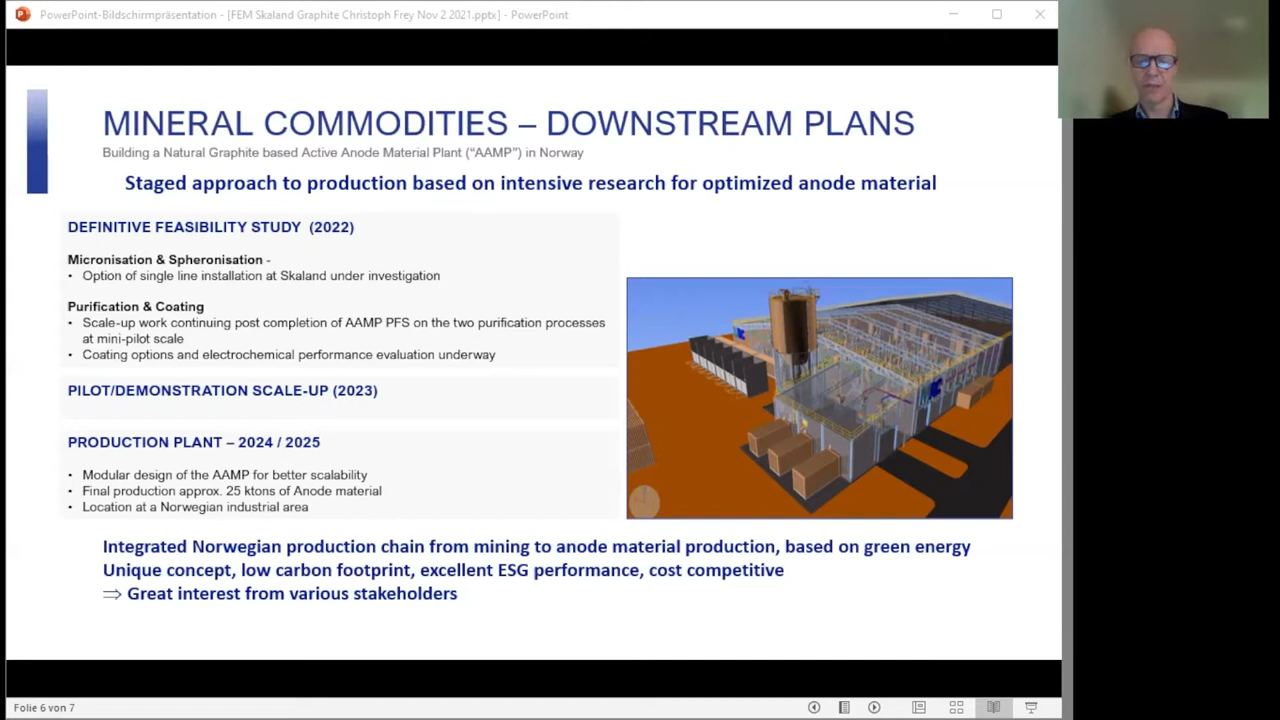 PowerPoint-Bildschirmpräsentation - [FEM Skaland Graphite Christoph Frey Nov 2 2021.pptx] - PowerPoint
MINERAL COMMODITIES – DOWNSTREAM PLANS
Building a Natural Graphite based Active Anode Material Plant (“AAMP”) in Norway
Staged approach to production based on intensive research for optimized anode material
DEFINITIVE FEASIBILITY STUDY (2022)
Micronisation & Spheronisation -
• Option of single line installation at Skaland under investigation
Purification & Coating
• Scale-up work continuing post completion of AAMP PFS on the two purification processes
at mini-pilot scale
• Coating options and electrochemical performance evaluation underway
PILOT/DEMONSTRATION SCALE-UP (2023)
PRODUCTION PLANT – 2024 / 2025
• Modular design of the AAMP for better scalability
• Final production approx. 25 ktons of Anode material
• Location at a Norwegian industrial area
Integrated Norwegian production chain from mining to anode material production, based on green energy
Unique concept, low carbon footprint, excellent ESG performance, cost competitive
⇒ Great interest from various stakeholders
Folie 6 von 7